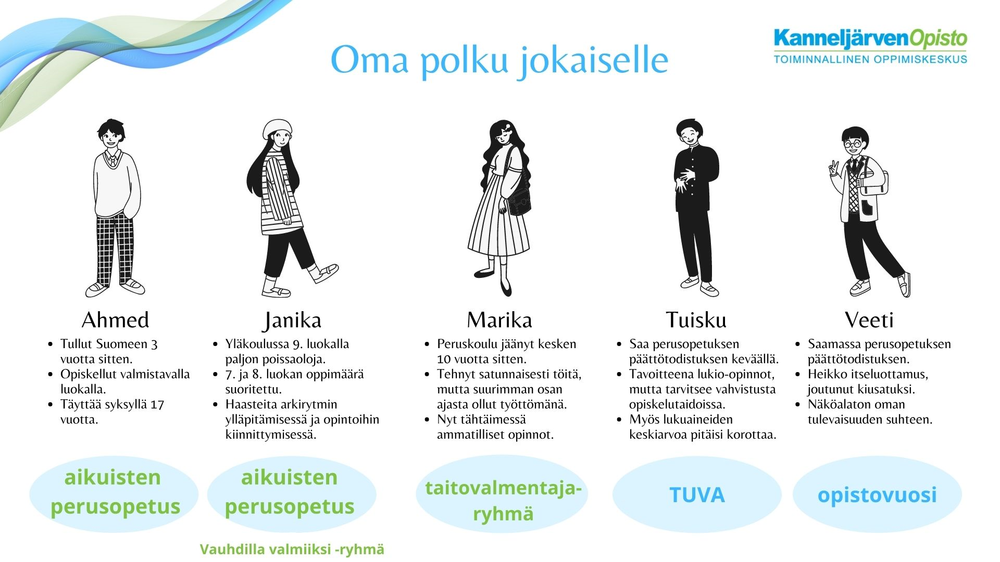 Oma polku jokaiselle
KanneljärvenOpisto
TOIMINNALLINEN OPPIMISKESKUS
Ahmed
• Tullut Suomeen 3
vuotta sitten.
• Opiskellut valmistavalla
luokalla.
• Täyttää syksyllä 17
vuotta.
aikuisten
perusopetus
Janika
• Yläkoulussa 9. luokalla
paljon poissaoloja.
• 7. ja 8. luokan oppimäärä
suoritettu.
• Haasteita arkirytmin
ylläpitämisessä ja opintoihin
kiinnittymisessä.
aikuisten
perusopetus
Vauhdilla valmiiksi -ryhmä
Marika
• Peruskoulu jäänyt kesken
10 vuotta sitten.
• Tehnyt satunnaisesti töitä,
mutta suurimman osan
ajasta ollut työttömänä.
• Nyt tähtäimessä
ammatilliset opinnot.
taitovalmentaja-
ryhmä
Tuisku
• Saa perusopetuksen
päättötodistuksen keväällä.
• Tavoitteena lukio-opinnot,
mutta tarvitsee vahvistusta
opiskelutaidoissa.
• Myös lukuaineiden
keskiarvoa pitäisi korottaa.
TUVA
Veeti
• Saamassa perusopetuksen
päättötodistuksen.
• Heikko itseluottamus,
joutunut kiusatuksi.
• Näköalaton oman
tulevaisuuden suhteen.
opistovuosi